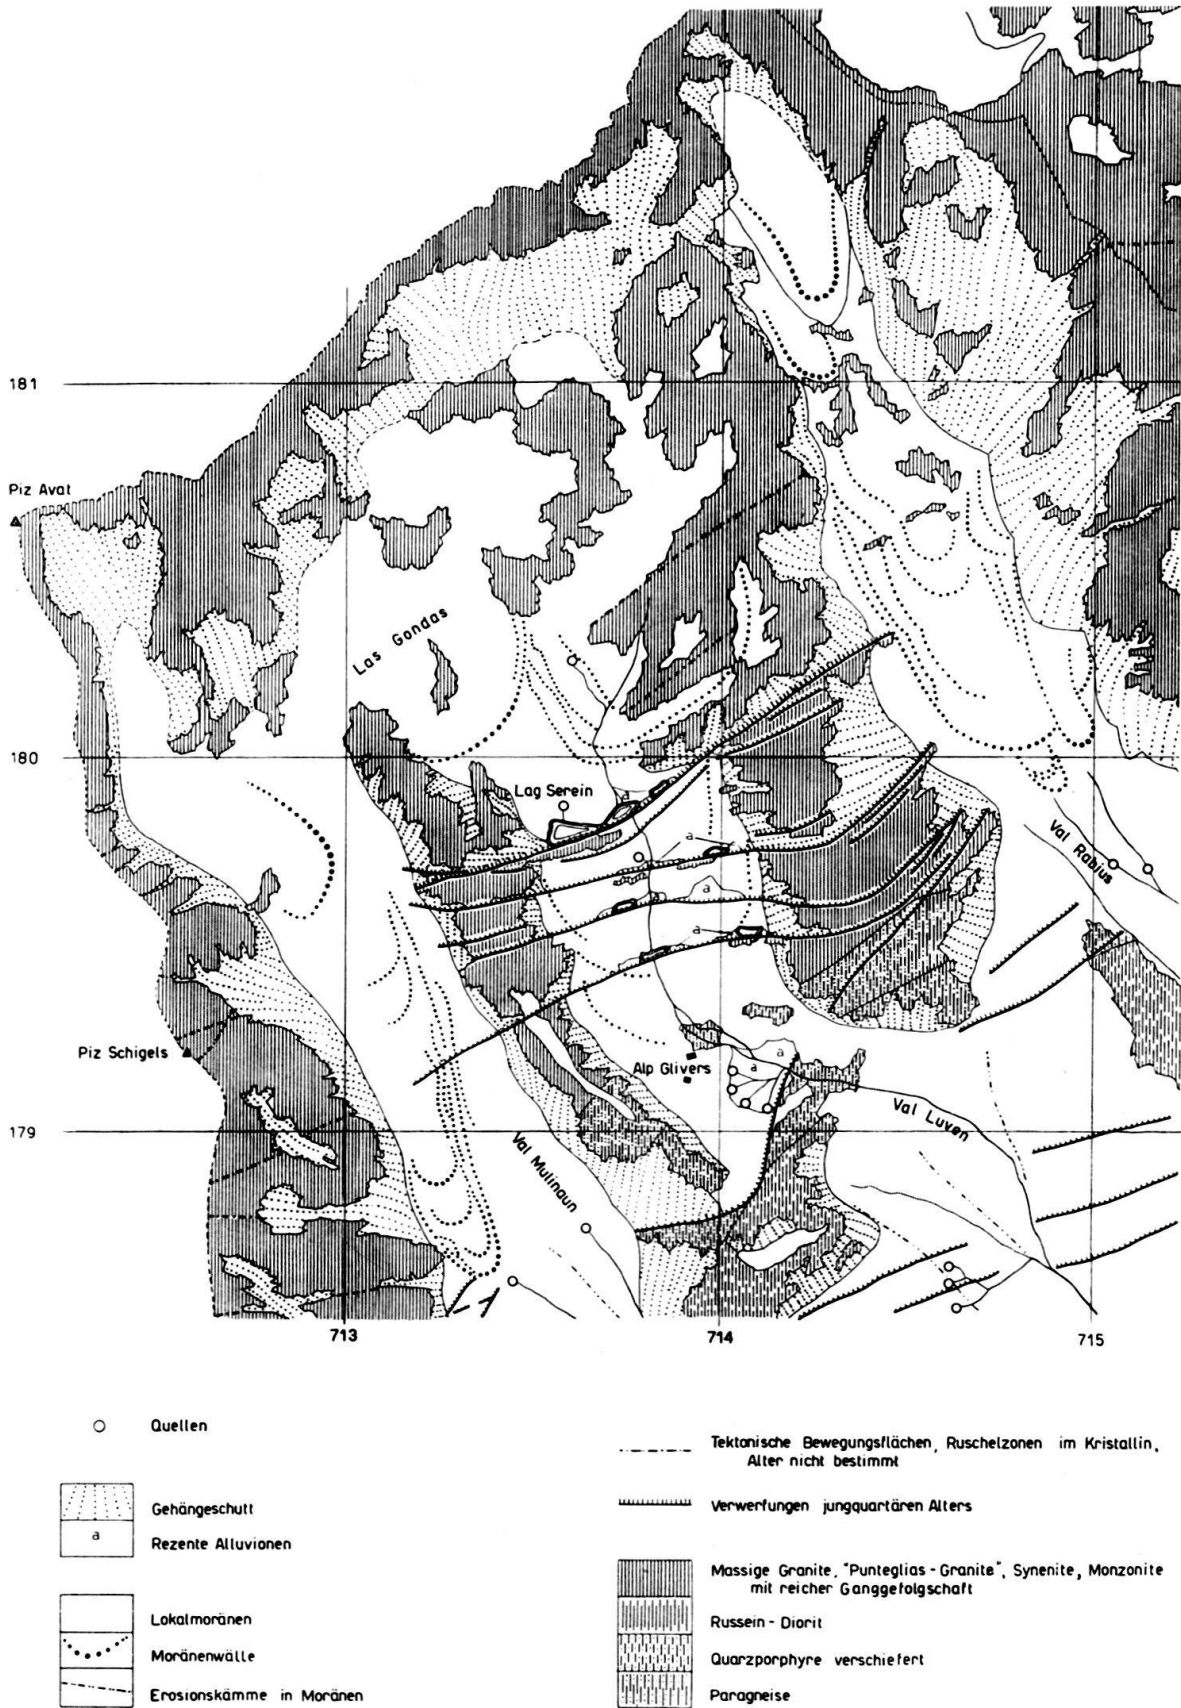 181
Piz Avat
Las Gondas
180
Lag Serein
a
a
a
a
a
Val Rabius
Piz Schigels
Alp Glivers
a
a
Val Luven
179
Val Mulinaun
713
714
715
Quellen
Gehängeschutt
a
Rezente Alluvionen
Lokalmoränen
Moränenwälle
Erosionskämme in Moränen
Tektonische Bewegungsflächen, Ruschelzonen im Kristallin,
Alter nicht bestimmt
Verwerfungen jungquartären Alters
Massige Granite, "Punteglias - Granite", Synenite, Monzonite
mit reicher Ganggefolgschaft
Russein - Diorit
Quarzporphyre verschiefert
Paragneise